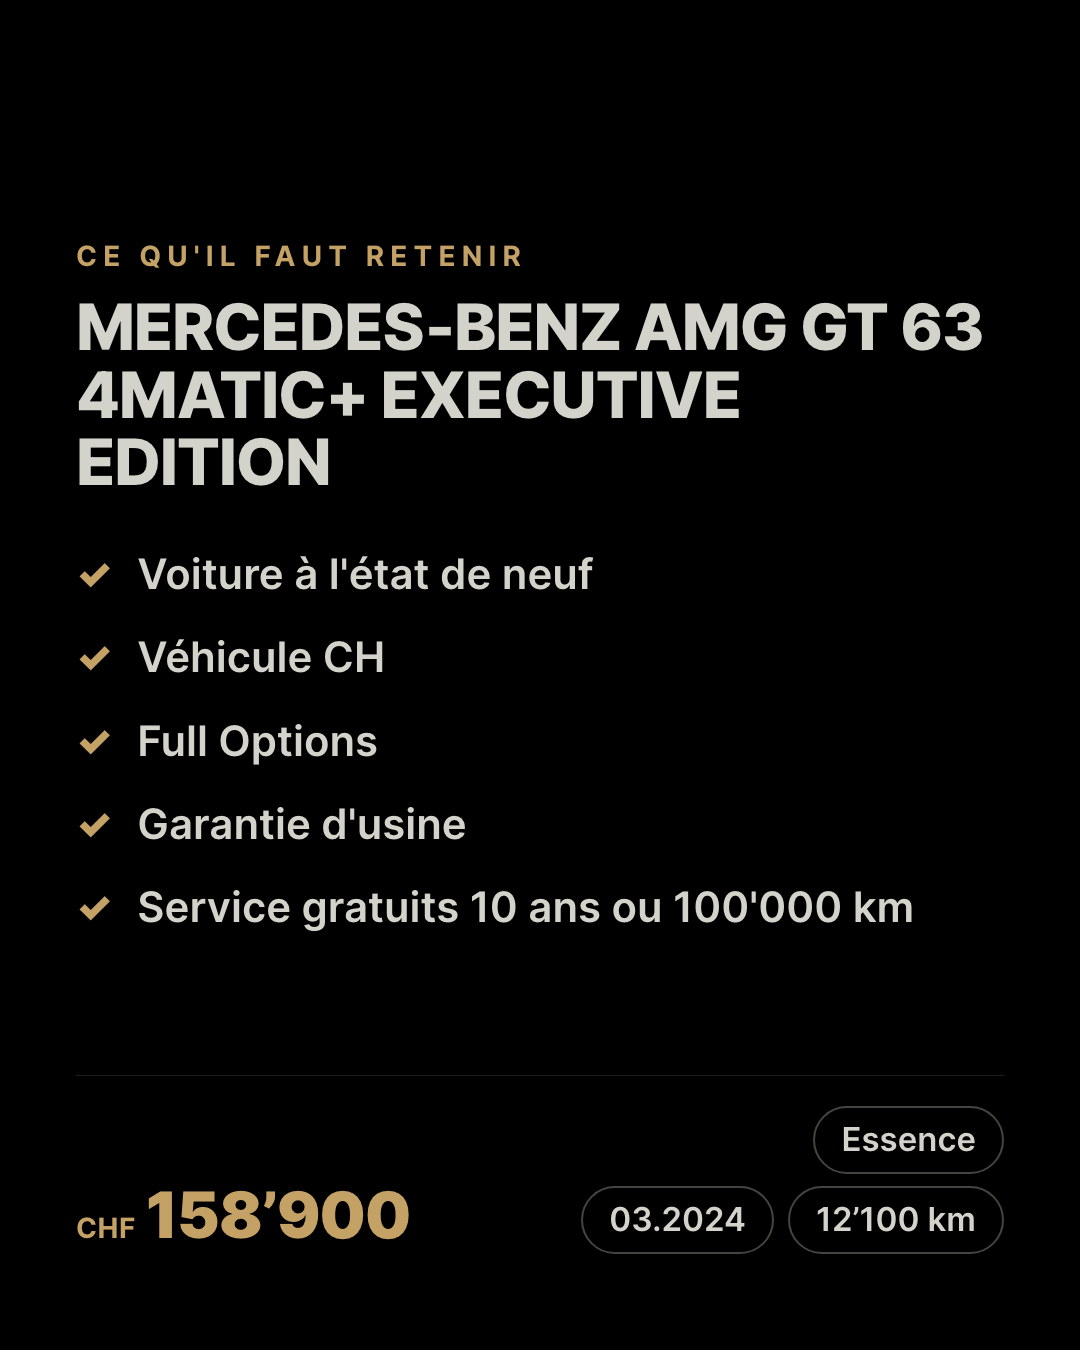 CE QU'IL FAUT RETENIR
MERCEDES-BENZ AMG GT 63
4MATIC+ EXECUTIVE
EDITION
Voiture à l'état de neuf
Véhicule CH
Full Options
Garantie d'usine
Service gratuits 10 ans ou 100'000 km
Essence
CHF 158’900
03.2024
12’100 km